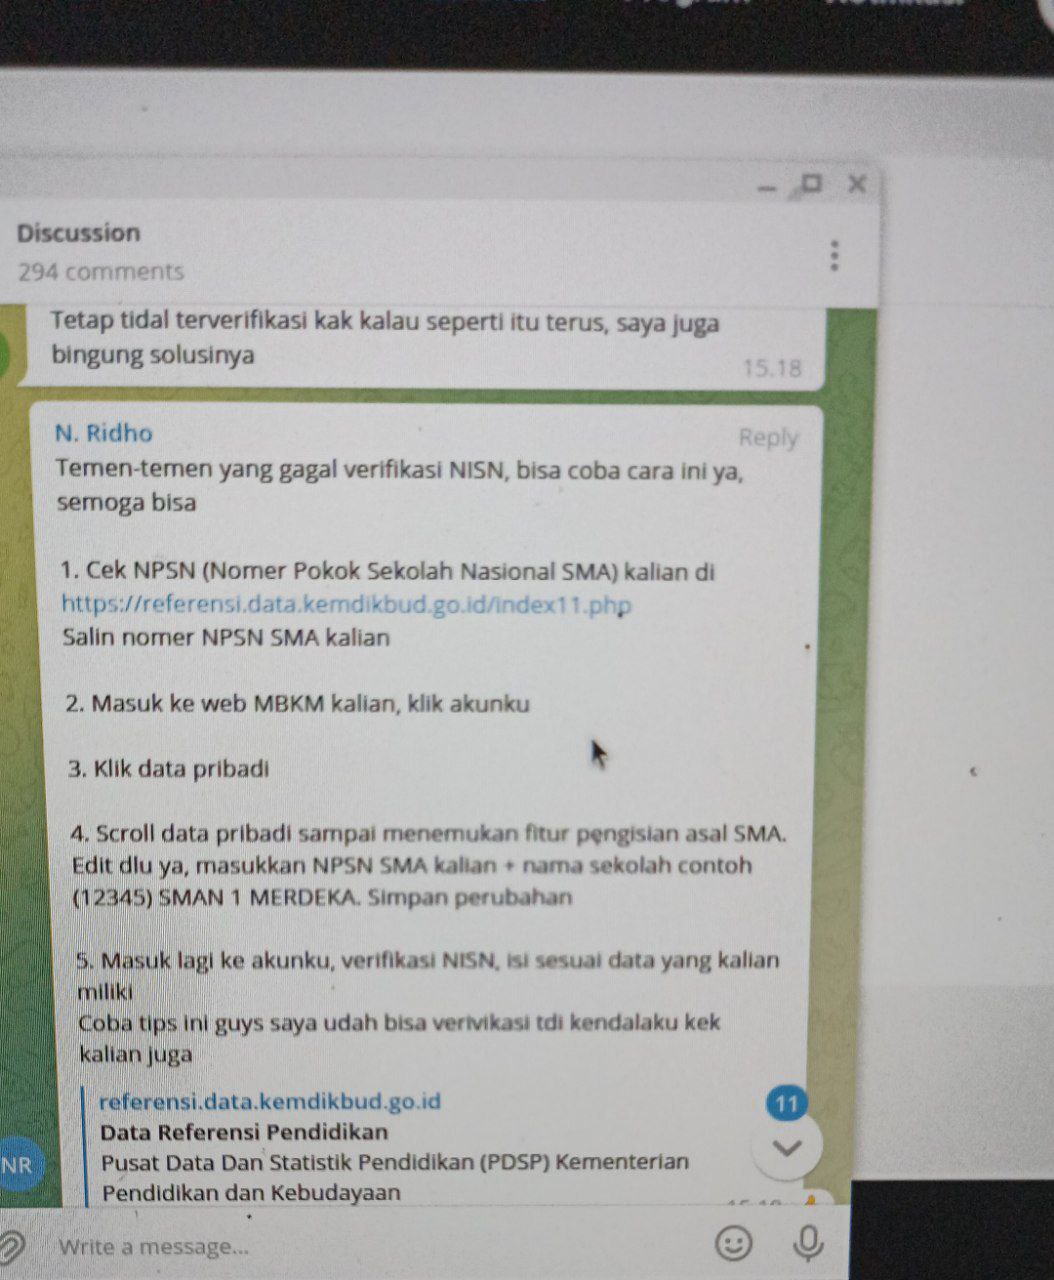 Discussion
294 comments
Tetap tidal terverifikasi kak kalau seperti itu terus, saya juga
bingung solusinya
15.18
N. Ridho
Reply
Temen-temen yang gagal verifikasi NISN, bisa coba cara ini ya,
semoga bisa
1. Cek NPSN (Nomer Pokok Sekolah Nasional SMA) kalian di
https://referensi.data.kemdikbud.go.id/index11.php
Salin nomer NPSN SMA kalian
2. Masuk ke web MBKM kalian, klik akunku
3. Klik data pribadi
4. Scroll data pribadi sampai menemukan fitur pengisian asal SMA.
Edit dlu ya, masukkan NPSN SMA kalian + nama sekolah contoh
(12345) SMAN 1 MERDEKA. Simpan perubahan
5. Masuk lagi ke akunku, verifikasi NISN, isi sesuai data yang kalian
miliki
Coba tips ini guys saya udah bisa verivikasi tdi kendalaku kek
kalian juga
referensi.data.kemdikbud.go.id
11
Data Referensi Pendidikan
Pusat Data Dan Statistik Pendidikan (PDSP) Kementerian
NR
Pendidikan dan Kebudayaan
Write a message...